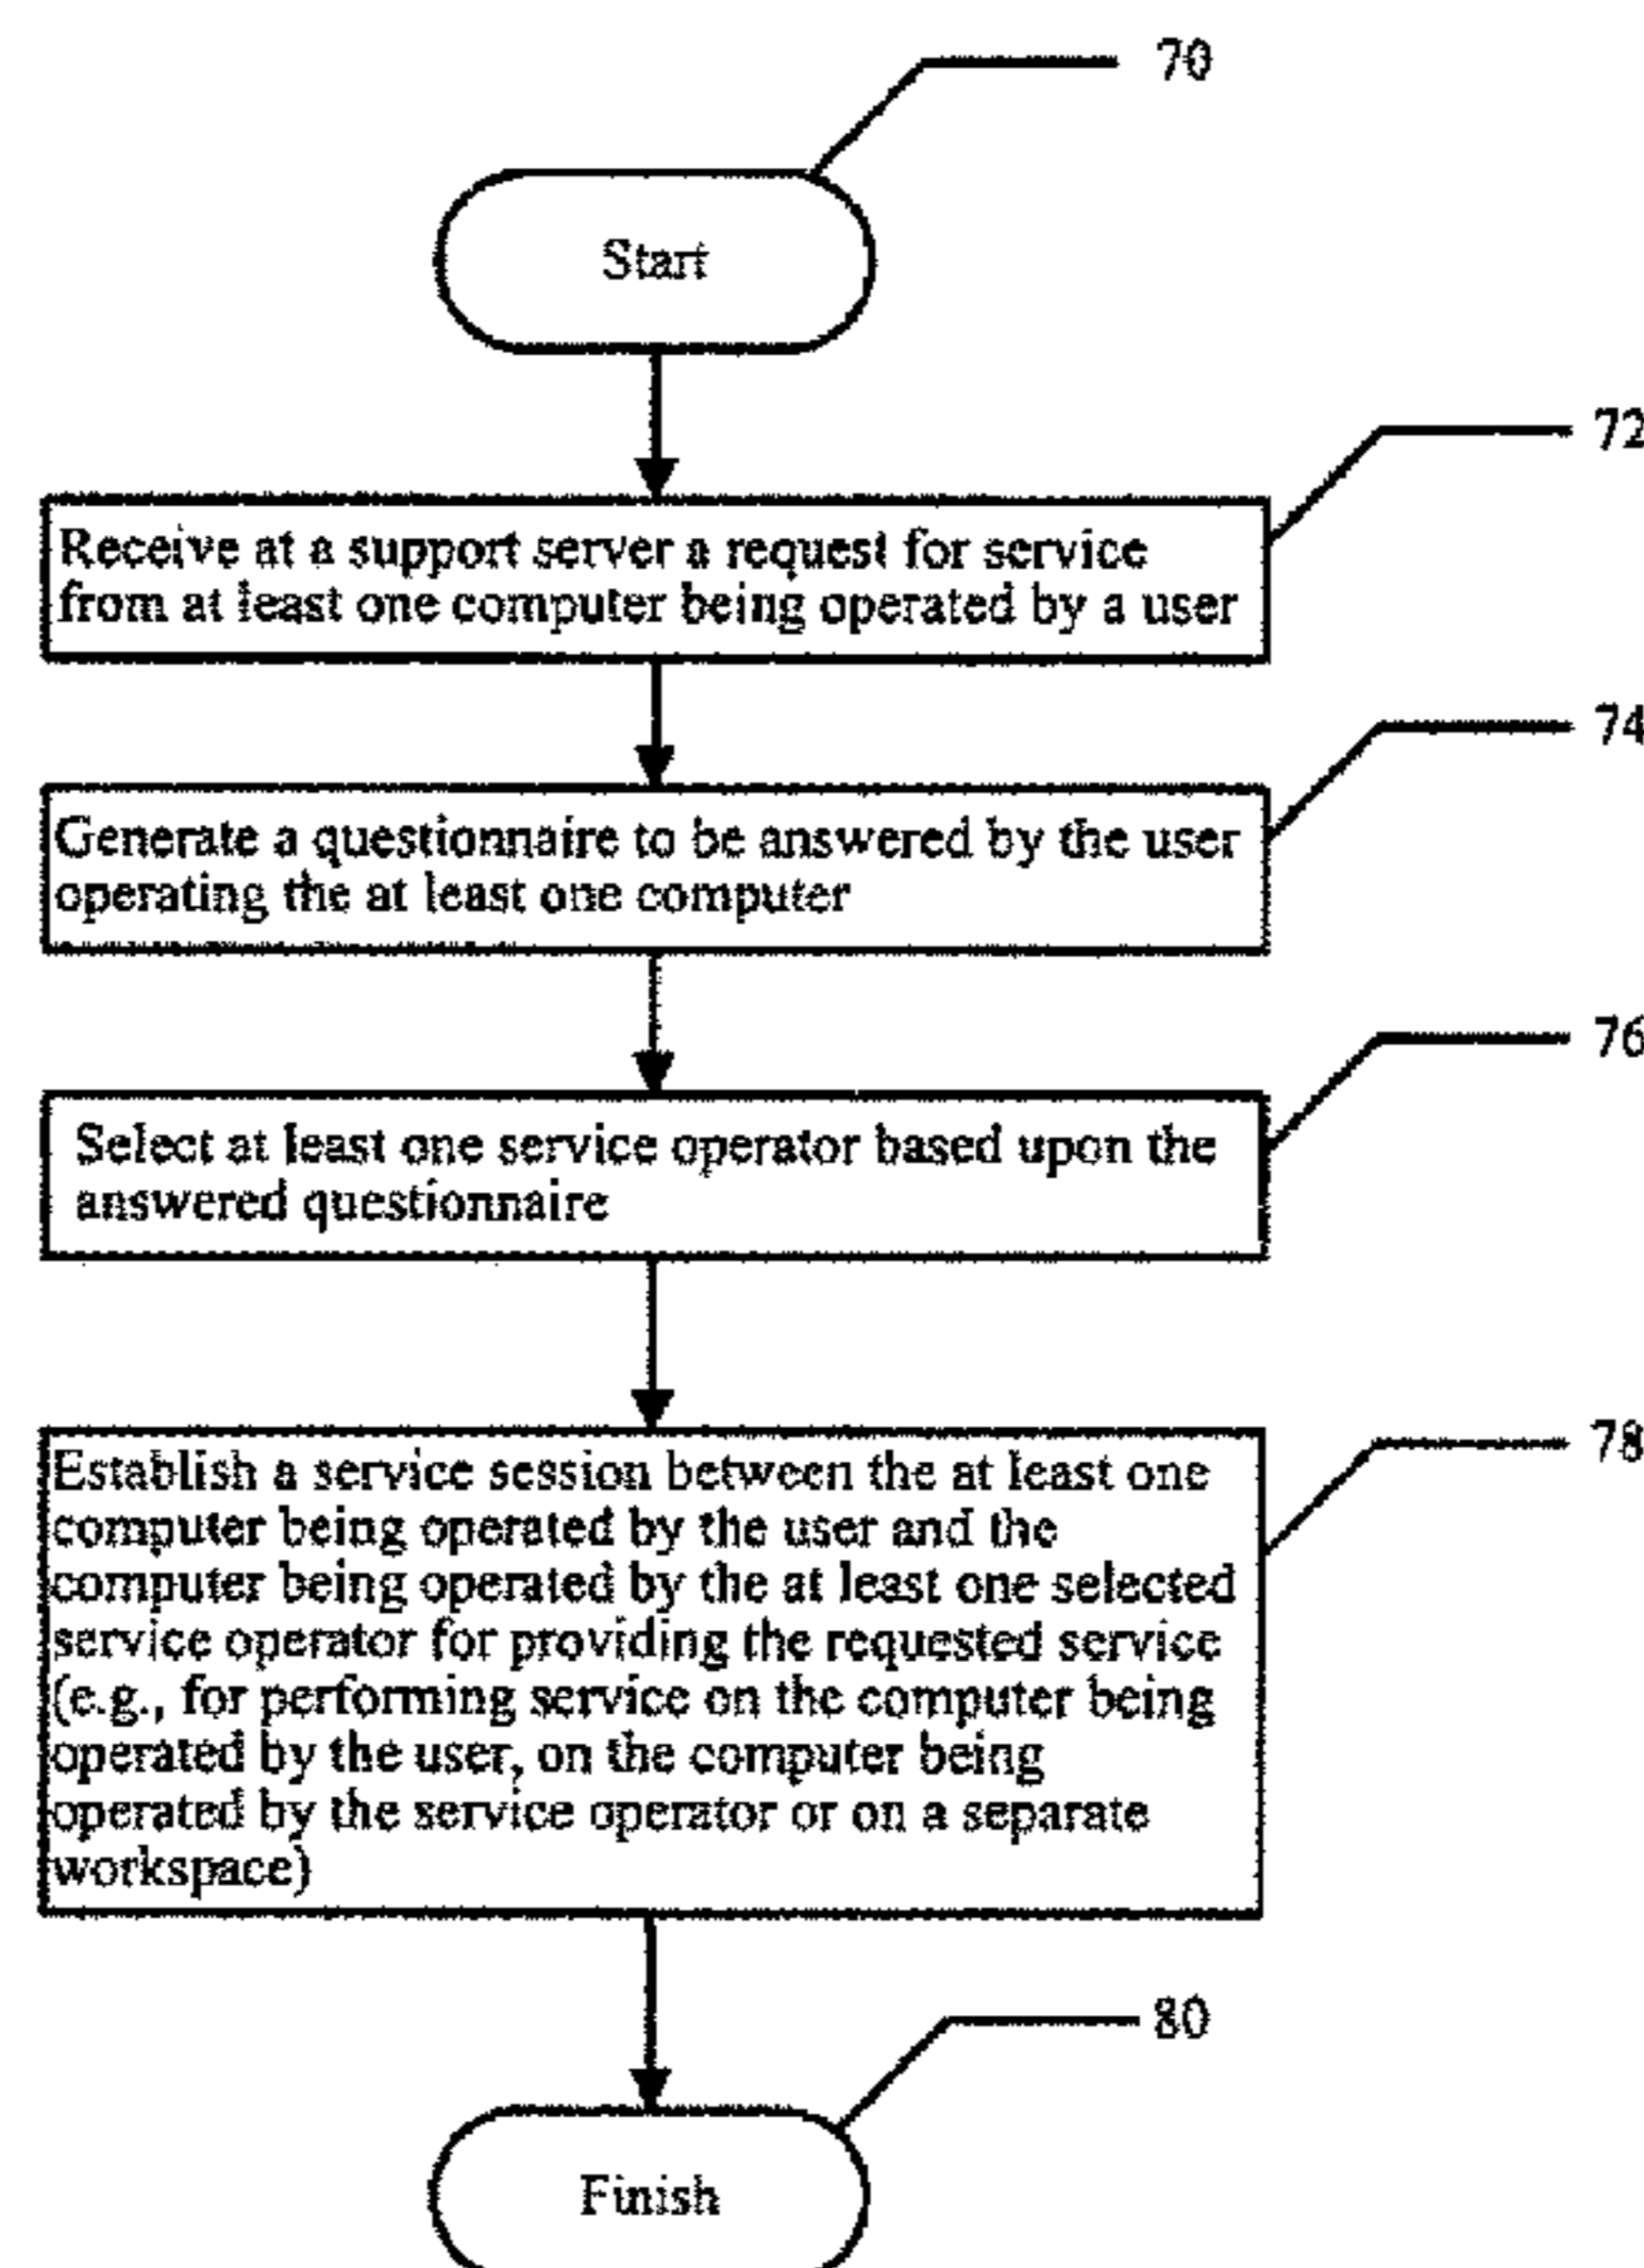 70
Start
72
Receive at a support server a request for service
from at least one computer being operated by a user
74
Generate a questionnaire to be answered by the user
operating the at least one computer
76
Select at least one service operator based upon the
answered questionnaire
78
Establish a service session between the at least one
computer being operated by the user and the
computer being operated by the at least one selected
service operator for providing the requested service
(e.g., for performing service on the computer being
operated by the user, on the computer being
operated by the service operator or on a separate
workspace)
80
Finish